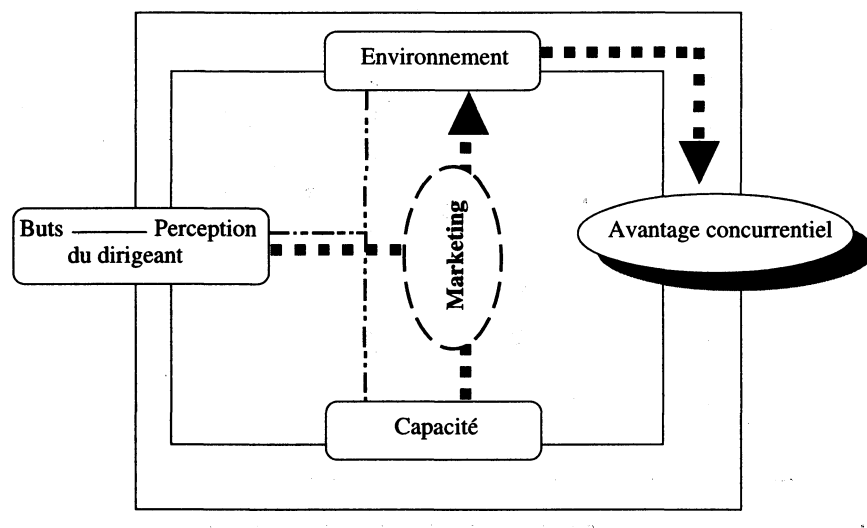 Environnement
Buts ——— Perception
du dirigeant
Marketing
Avantage concurrentiel
Capacité